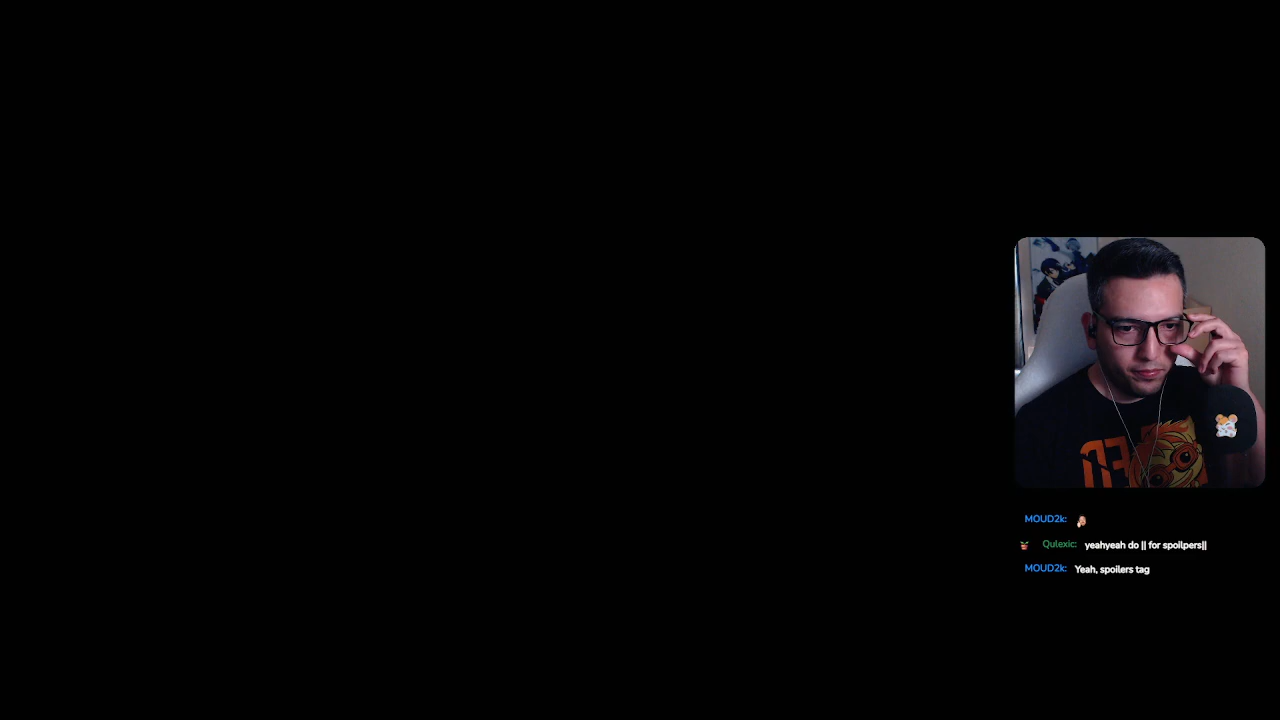 MOUD2k:
Qulexic: yeahyeah do || for spoilpers||
MOUD2k: Yeah, spoilers tag